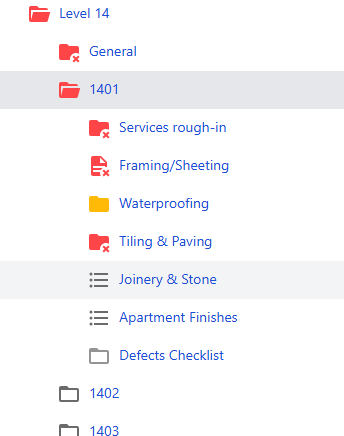 Level 14
General
1401
Services rough-in
Framing/Sheeting
Waterproofing
Tiling & Paving
Joinery & Stone
Apartment Finishes
Defects Checklist
1402
1403